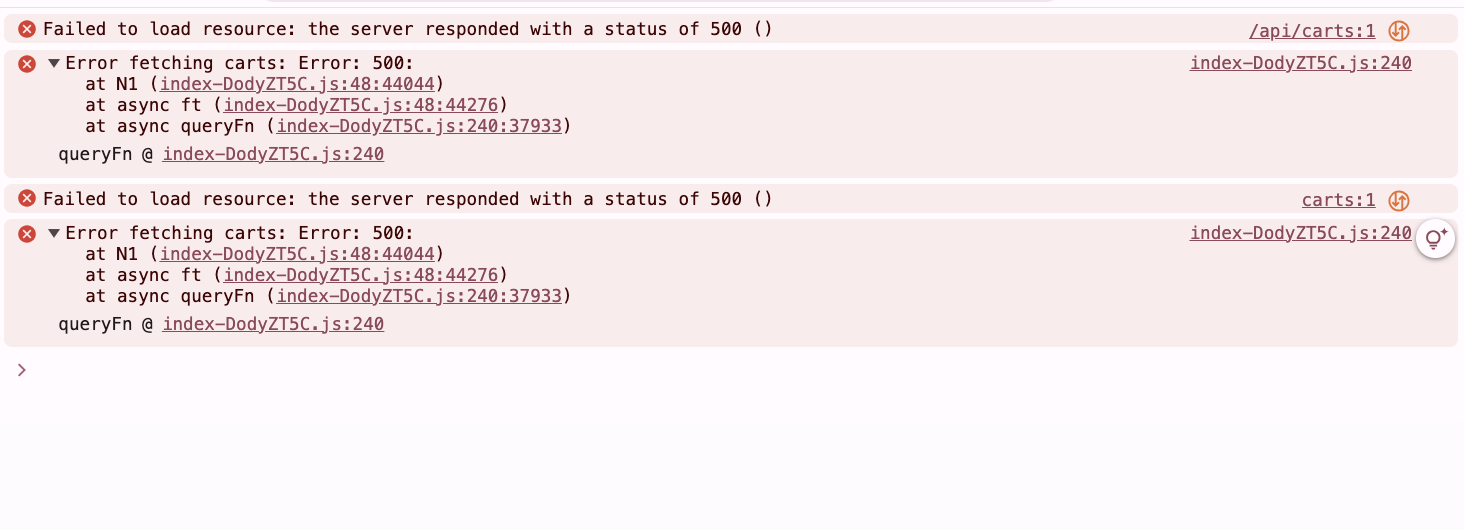 Failed to load resource: the server responded with a status of 500 () /api/carts:1
Error fetching carts: Error: 500: index-DodyZT5C.js:240
at N1 (index-DodyZT5C.js:48:44044)
at async ft (index-DodyZT5C.js:48:44276)
at async queryFn (index-DodyZT5C.js:240:37933)
queryFn @ index-DodyZT5C.js:240
Failed to load resource: the server responded with a status of 500 () carts:1
Error fetching carts: Error: 500: index-DodyZT5C.js:240
at N1 (index-DodyZT5C.js:48:44044)
at async ft (index-DodyZT5C.js:48:44276)
at async queryFn (index-DodyZT5C.js:240:37933)
queryFn @ index-DodyZT5C.js:240